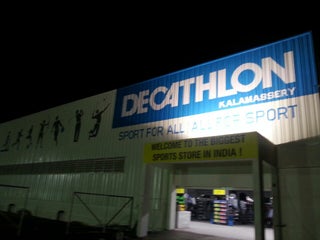 DECATHLON
KALAMASSERY
SPORT FOR ALL / ALL FOR SPORT
WELCOME TO THE BIGGEST
SPORTS STORE IN INDIA !